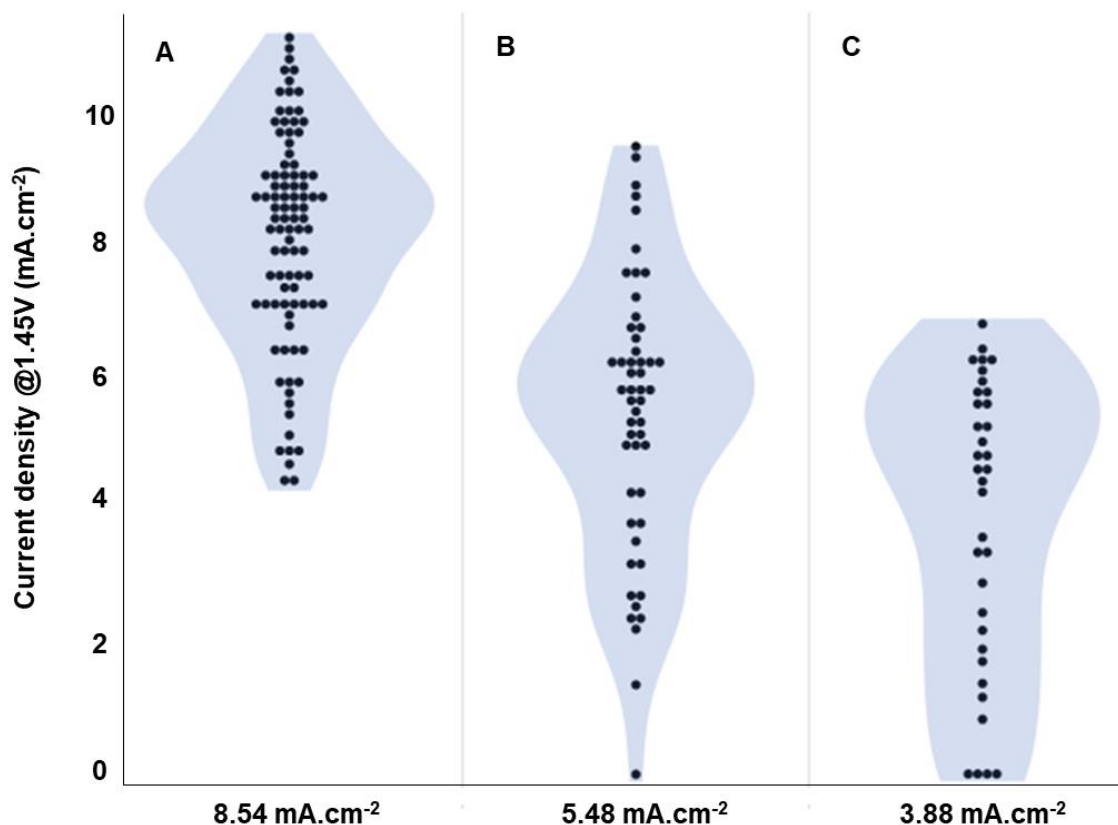 A
B
C
Current density @1.45V (mA.cm⁻²)
10
8
6
4
2
0
8.54 mA.cm⁻²
5.48 mA.cm⁻²
3.88 mA.cm⁻²